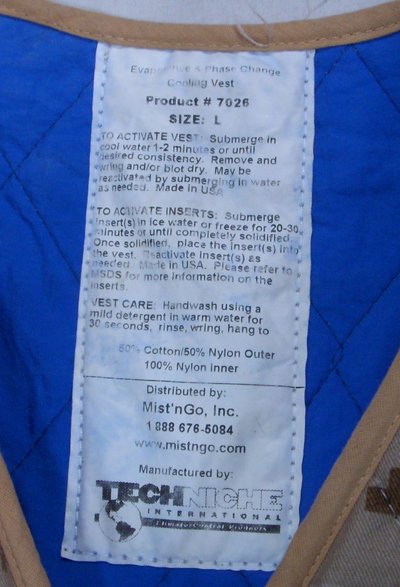 Evaporative & Phase Change
Cooling Vest
Product # 7026
SIZE: L
TO ACTIVATE VEST: Submerge in
cool water 1-2 minutes or until
desired consistency. Remove and
wring and/or blot dry. May be
reactivated by submerging in water
as needed. Made in USA
TO ACTIVATE INSERTS: Submerge
insert(s) in ice water or freeze for 20-30
minutes or until completely solidified.
Once solidified, place the insert(s) into
the vest. Reactivate insert(s) as
needed. Made in USA. Please refer to
MSDS for more information on the
inserts.
VEST CARE: Handwash using a
mild detergent in warm water for
30 seconds, rinse, wring, hang to
50% Cotton/50% Nylon Outer
100% Nylon Inner
Distributed by:
Mist'nGo, Inc.
1 888 676-5084
www.mistngo.com
Manufactured by:
TECHNICHE
INTERNATIONAL
ClimateControl Products